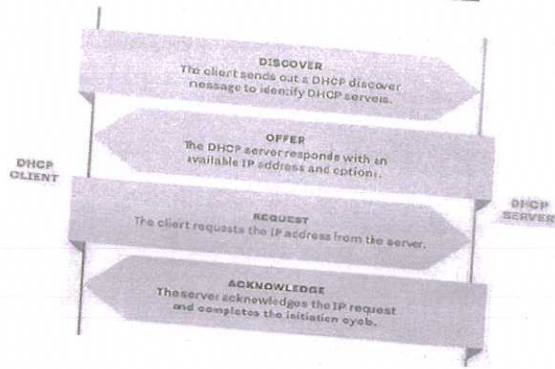 DISCOVER
The client sends out a DHCP discover
message to identify DHCP servers.
OFFER
The DHCP server responds with an
available IP address and options.
DHCP
CLIENT
REQUEST
The client requests the IP address from the server.
DHCP
SERVER
ACKNOWLEDGE
The server acknowledges the IP request
and completes the initiation cycle.